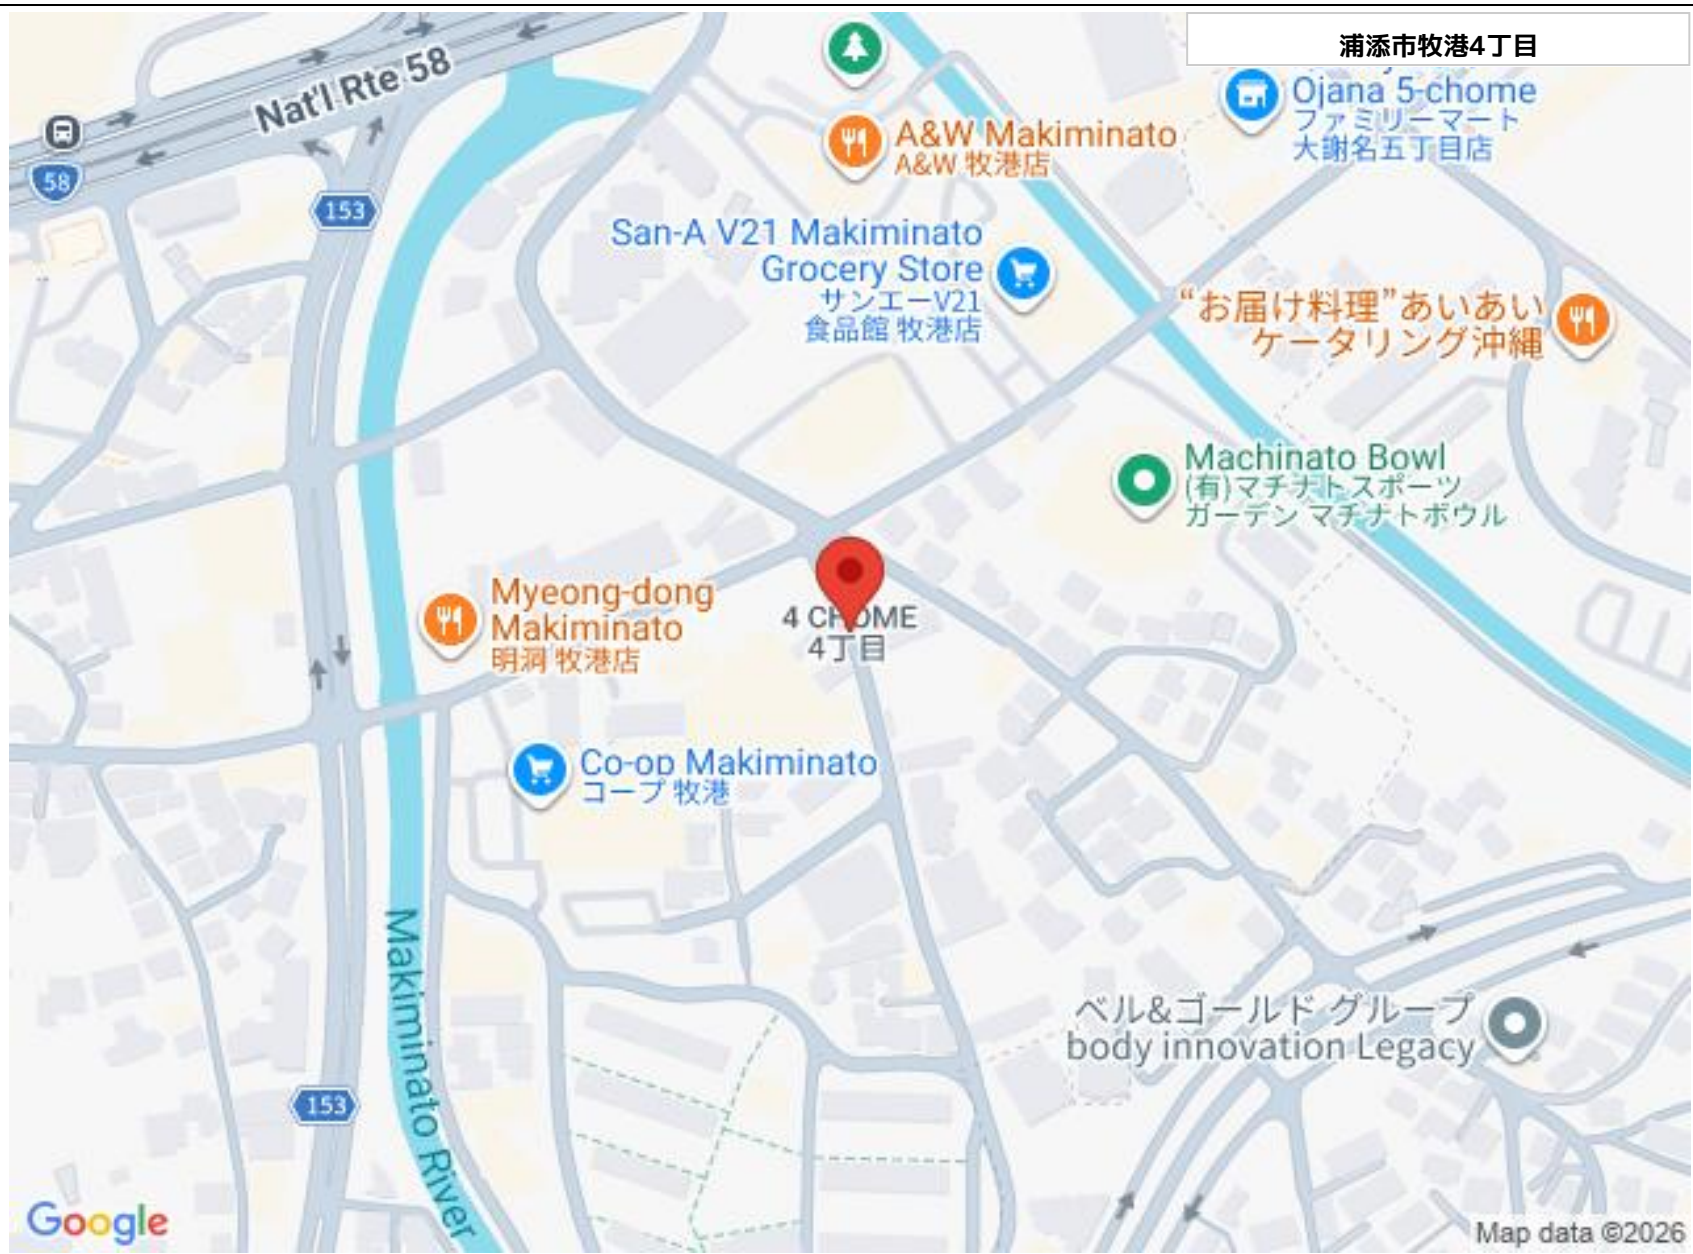 浦添市牧港4丁目
Nat'l Rte 58
58
153
A&W Makiminato
A&W 牧港店
Ojana 5-chome
ファミリーマート
大謝名五丁目店
San-A V21 Makiminato
Grocery Store
サンエーV21
食品館 牧港店
“お届け料理”あいあい
ケータリング沖縄
Machinato Bowl
(有)マチナトスポーツ
ガーデン マチナトボウル
Myeong-dong
Makiminato
明洞 牧港店
4 CHOME
4丁目
Co-op Makiminato
コープ 牧港
Makiminato River
ベル&ゴールド グループ
body innovation Legacy
153
Google
Map data ©2026